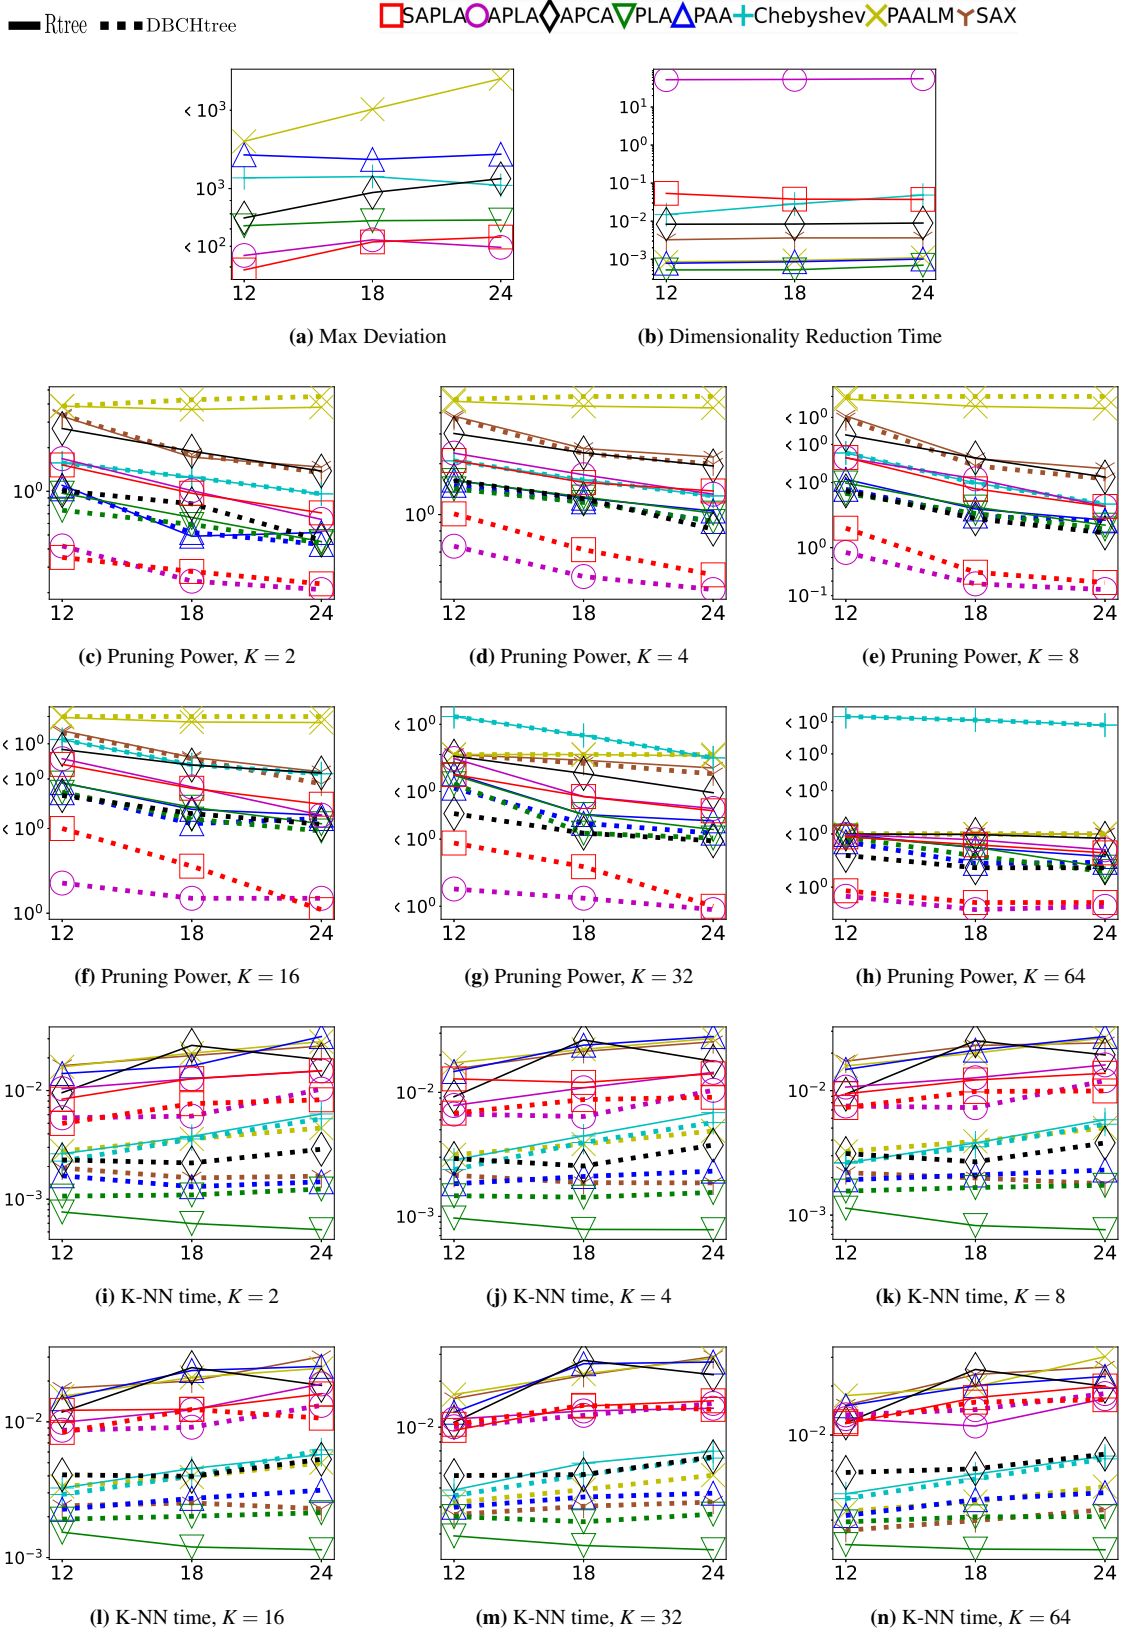 Rtree DBCHtree SAPLA APLA APCA PLA PAA Chebyshev PAALM SAX
< 10³
10³
< 10²
12 18 24
10¹
10⁰
10⁻¹
10⁻²
10⁻³
12 18 24
(a) Max Deviation
(b) Dimensionality Reduction Time
10⁰
12 18 24
10⁰
12 18 24
< 10⁰
< 10⁰
< 10⁰
10⁰
10⁻¹
12 18 24
(c) Pruning Power, K = 2
(d) Pruning Power, K = 4
(e) Pruning Power, K = 8
< 10⁰
< 10⁰
< 10⁰
10⁰
12 18 24
< 10⁰
< 10⁰
< 10⁰
< 10⁰
12 18 24
< 10⁰
< 10⁰
< 10⁰
< 10⁰
< 10⁰
12 18 24
(f) Pruning Power, K = 16
(g) Pruning Power, K = 32
(h) Pruning Power, K = 64
10⁻²
10⁻³
12 18 24
10⁻²
10⁻³
12 18 24
10⁻²
10⁻³
12 18 24
(i) K-NN time, K = 2
(j) K-NN time, K = 4
(k) K-NN time, K = 8
10⁻²
10⁻³
12 18 24
10⁻²
12 18 24
10⁻²
12 18 24
(l) K-NN time, K = 16
(m) K-NN time, K = 32
(n) K-NN time, K = 64